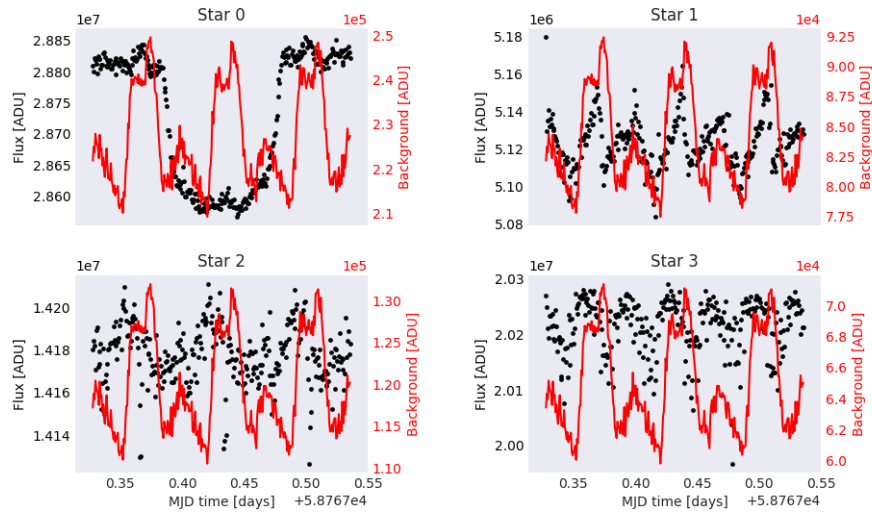 Star 0
1e7
1e5
Flux [ADU]
2.885
2.880
2.875
2.870
2.865
2.860
2.5
2.4
2.3
2.2
2.1
Background [ADU]
Star 1
1e6
1e4
Flux [ADU]
5.18
5.16
5.14
5.12
5.10
5.08
9.25
9.00
8.75
8.50
8.25
8.00
7.75
Background [ADU]
Star 2
1e7
1e5
Flux [ADU]
1.420
1.418
1.416
1.414
1.30
1.25
1.20
1.15
1.10
Background [ADU]
0.35 0.40 0.45 0.50 0.55
MJD time [days] +5.8767e4
Star 3
1e7
1e4
Flux [ADU]
2.03
2.02
2.01
2.00
7.0
6.8
6.6
6.4
6.2
6.0
Background [ADU]
0.35 0.40 0.45 0.50 0.55
MJD time [days] +5.8767e4